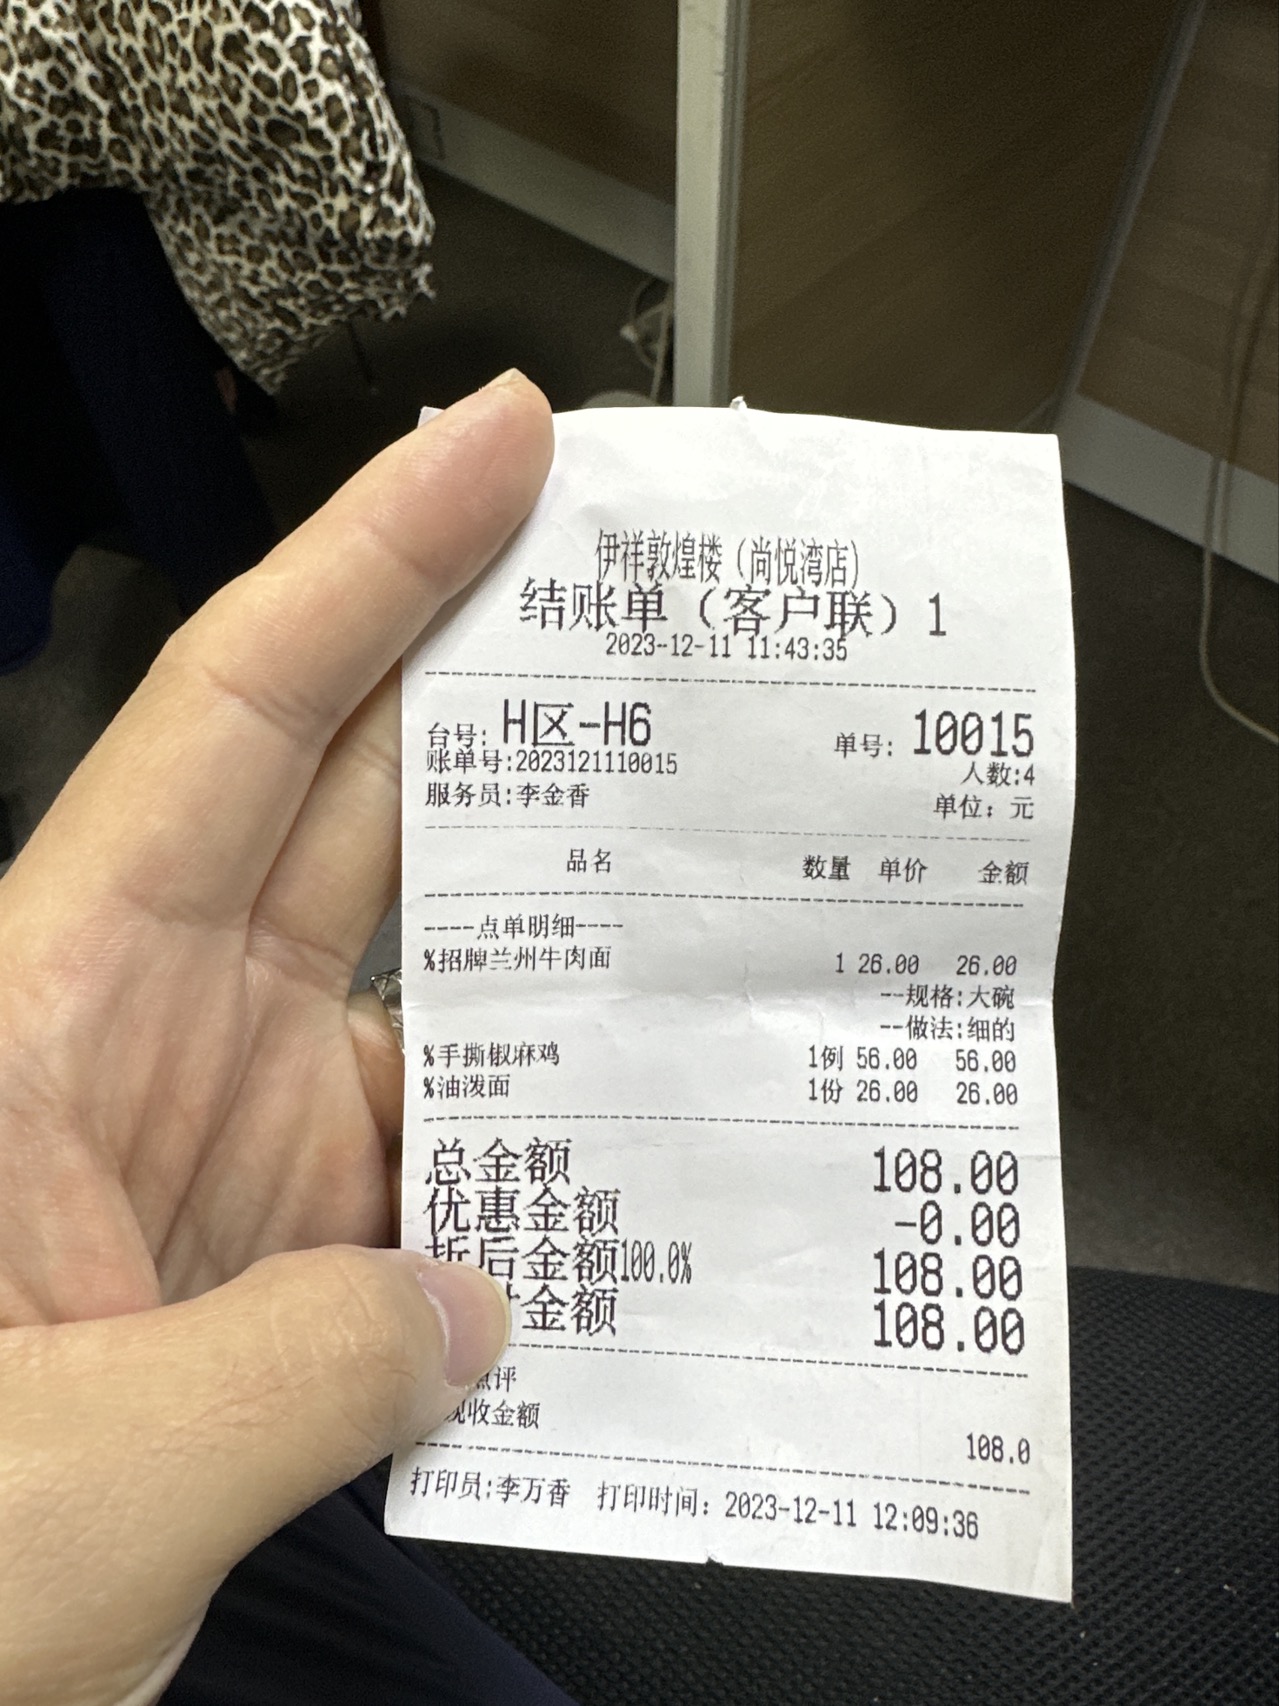 伊祥敦煌楼（尚悦湾店）
结账单（客户联）1
2023-12-11 11:43:35
台号: H区-H6 单号: 10015
账单号:2023121110015 人数:4
服务员:李金香 单位: 元
品名 数量 单价 金额
----点单明细----
%招牌兰州牛肉面 1 26.00 26.00
--规格:大碗
--做法:细的
%手撕椒麻鸡 1例 56.00 56.00
%油泼面 1份 26.00 26.00
总金额 108.00
优惠金额 -0.00
折后金额100.0% 108.00
金额 108.00
点评
现收金额
108.0
打印员:李万香 打印时间: 2023-12-11 12:09:36